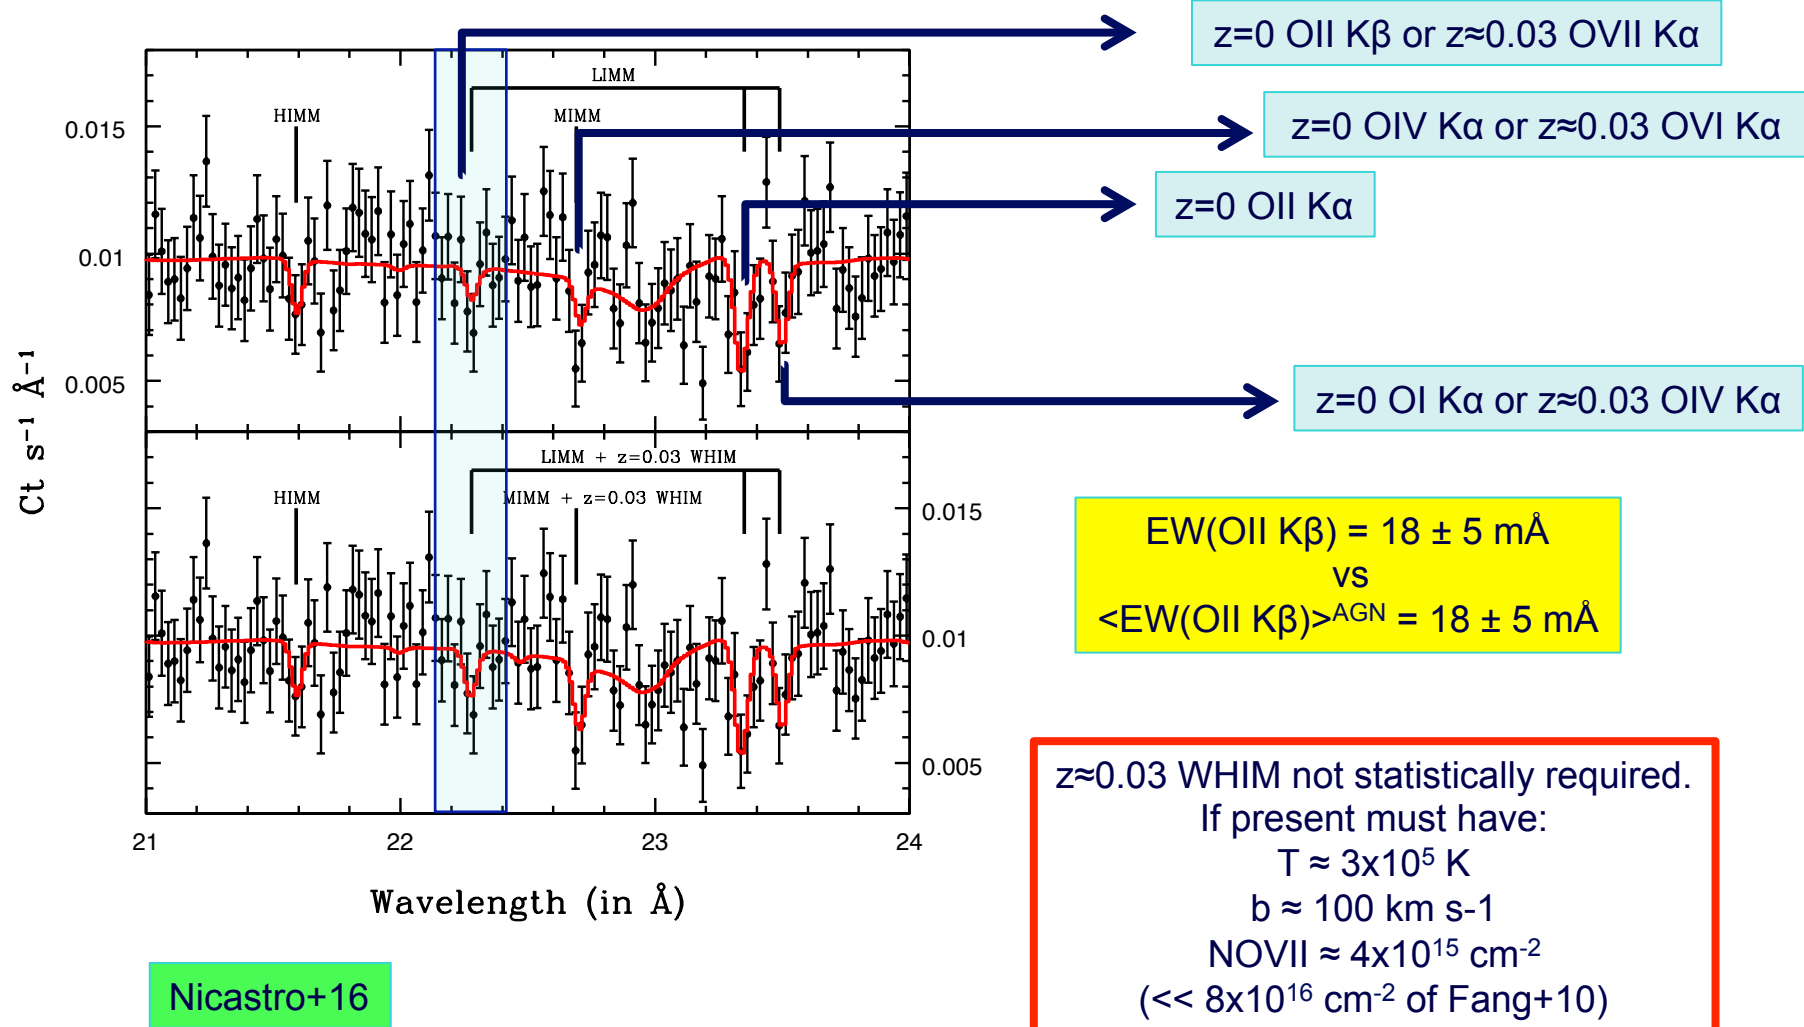 z=0 OII Kβ or z≈0.03 OVII Kα
LIMM
HIMM
MIMM
z=0 OIV Kα or z≈0.03 OVI Kα
0.015
z=0 OII Kα
0.01
0.005
z=0 OI Kα or z≈0.03 OIV Kα
Ct s⁻¹ Å⁻¹
LIMM + z=0.03 WHIM
HIMM
MIMM + z=0.03 WHIM
0.015
0.01
0.005
21
22
23
24
Wavelength (in Å)
EW(OII Kβ) = 18 ± 5 mÅ
vs
<EW(OII Kβ)>ᴬᴳᴺ = 18 ± 5 mÅ
z≈0.03 WHIM not statistically required.
If present must have:
T ≈ 3x10⁵ K
b ≈ 100 km s-1
NOVII ≈ 4x10¹⁵ cm⁻²
(<< 8x10¹⁶ cm⁻² of Fang+10)
Nicastro+16